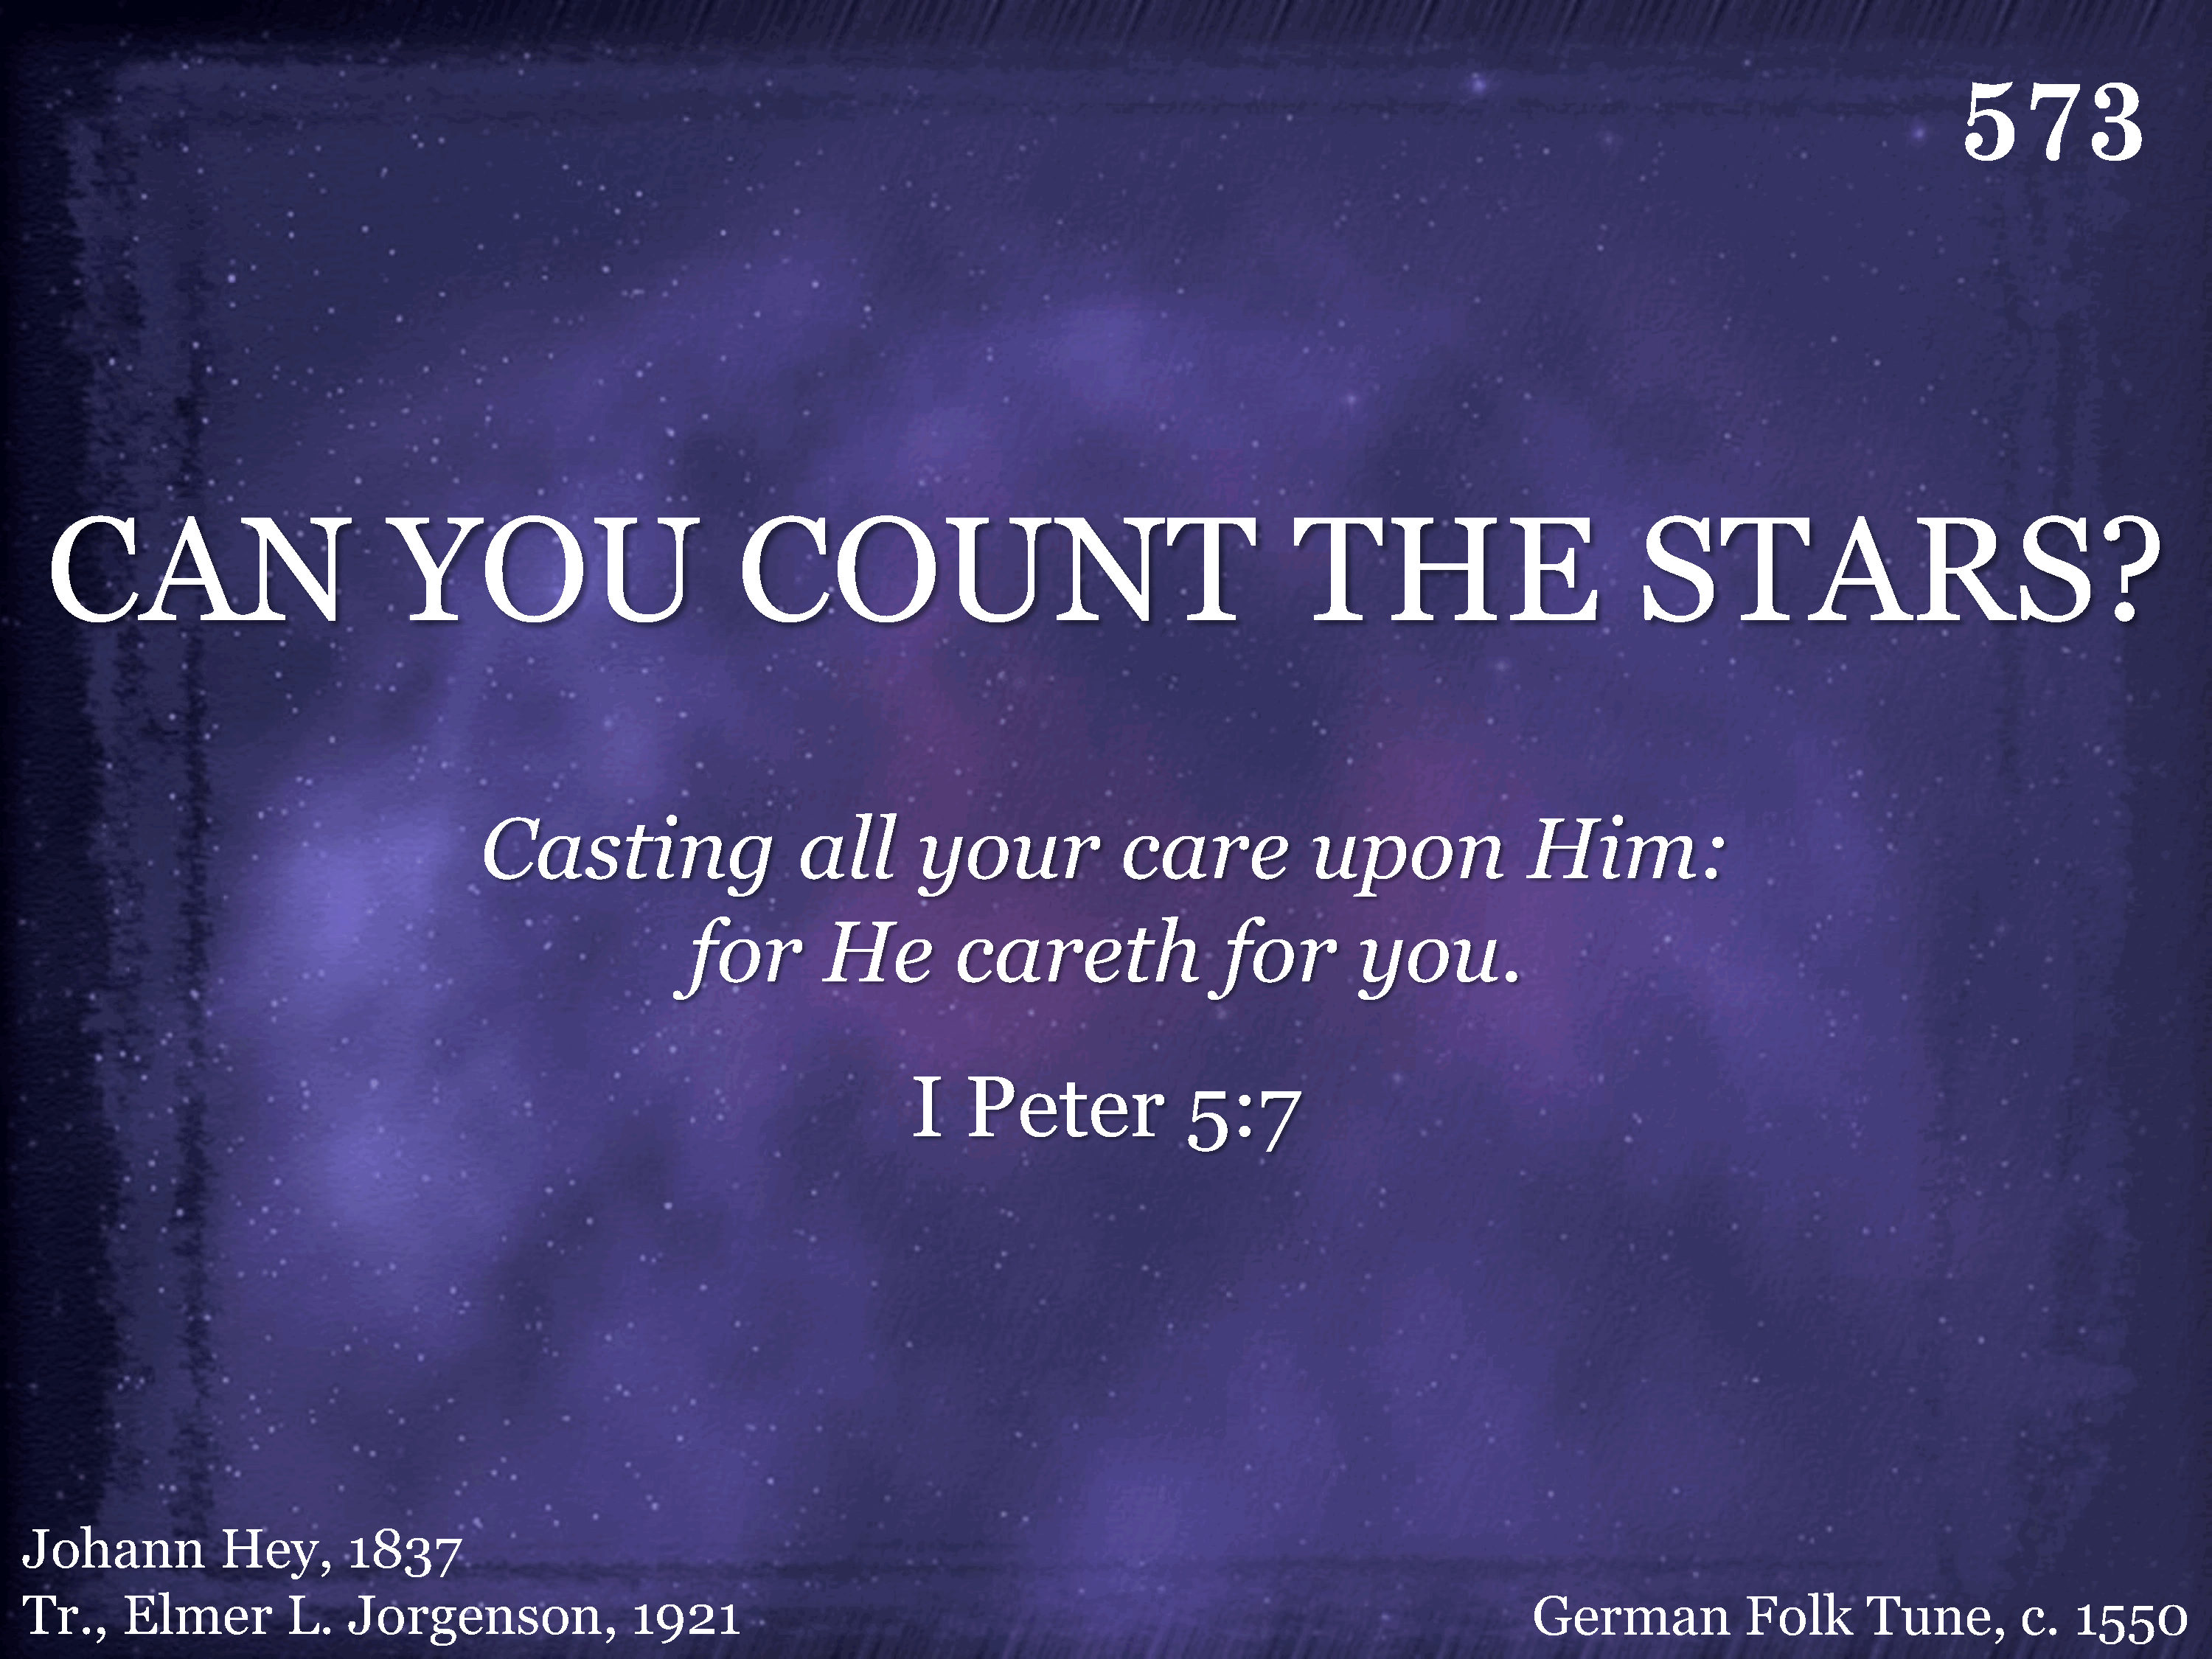 573
CAN YOU COUNT THE STARS?
Casting all your care upon Him:
for He careth for you.
I Peter 5:7
Johann Hey, 1837
Tr., Elmer L. Jorgenson, 1921
German Folk Tune, c. 1550